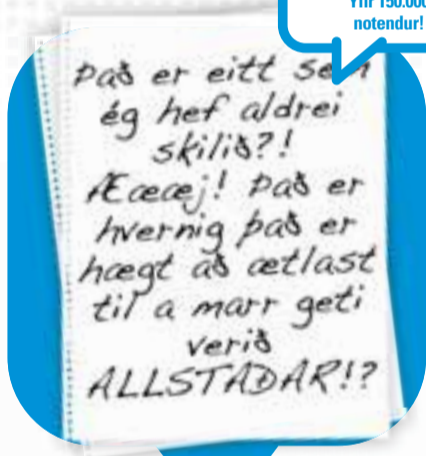 Yfir 150.000
notendur!
Það er eitt sem
ég hef aldrei
skilið?!
Æææj! Það er
hvernig það er
hægt að ætlast
til a marr geti
verið
ALLSTAÐAR!?